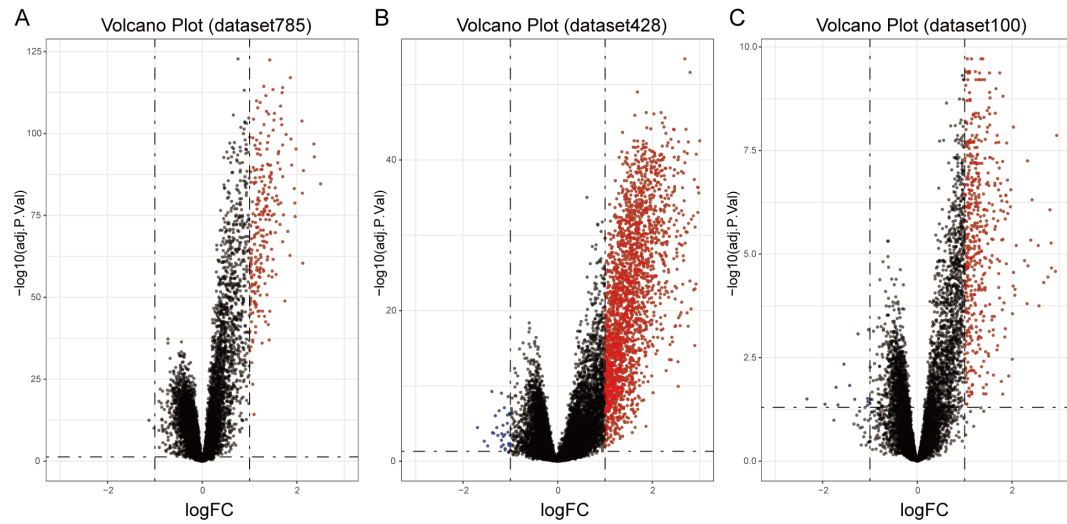 A
Volcano Plot (dataset785)
−log10(adj.P.Val)
125
100
75
50
25
0
−2
0
2
logFC
B
Volcano Plot (dataset428)
−log10(adj.P.Val)
40
20
0
−2
0
2
logFC
C
Volcano Plot (dataset100)
−log10(adj.P.Val)
10.0
7.5
5.0
2.5
0.0
−2
0
2
logFC